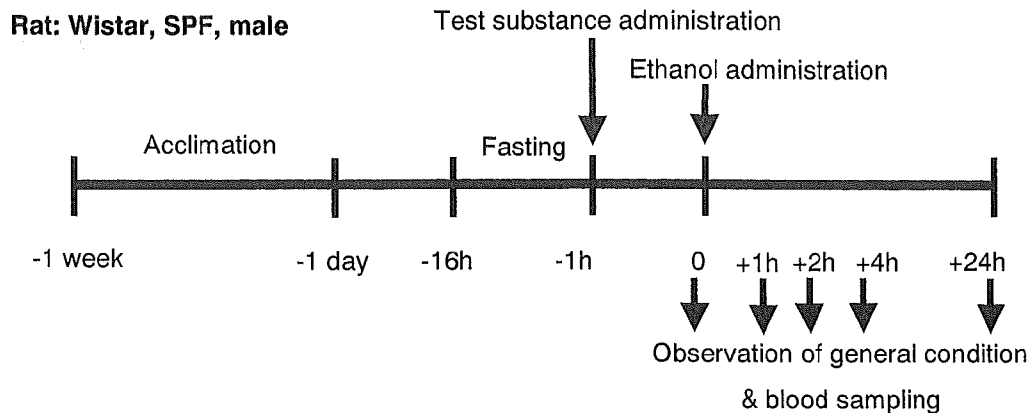 Rat: Wistar, SPF, male
Test substance administration
Ethanol administration
Acclimation
Fasting
-1 week
-1 day
-16h
-1h
0
+1h
+2h
+4h
+24h
Observation of general condition
& blood sampling